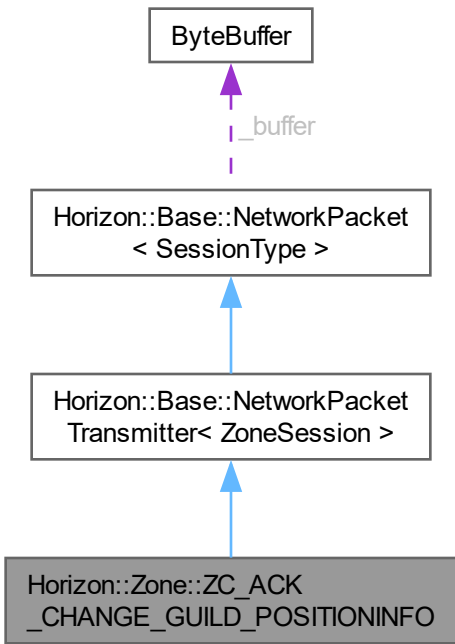 ByteBuffer
_buffer
Horizon::Base::NetworkPacket
< SessionType >
Horizon::Base::NetworkPacket
Transmitter< ZoneSession >
Horizon::Zone::ZC_ACK
_CHANGE_GUILD_POSITIONINFO